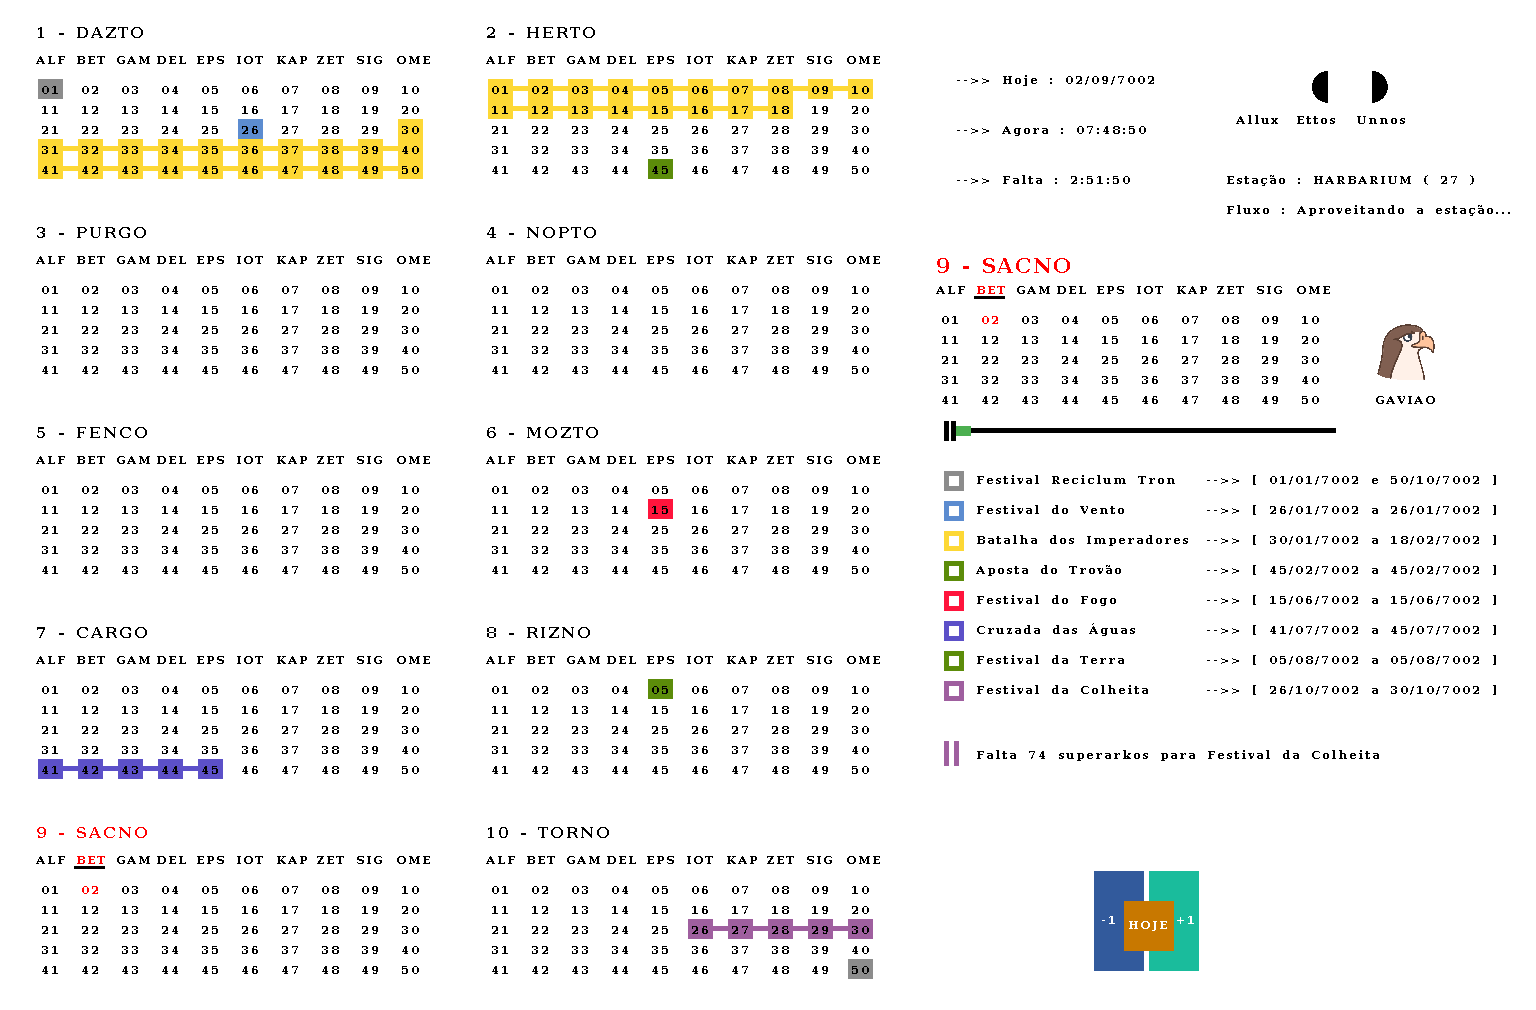 1 - DAZTO
ALF BET GAM DEL EPS IOT KAP ZET SIG OME
01 02 03 04 05 06 07 08 09 10
11 12 13 14 15 16 17 18 19 20
21 22 23 24 25 26 27 28 29 30
31 32 33 34 35 36 37 38 39 40
41 42 43 44 45 46 47 48 49 50
2 - HERTO
ALF BET GAM DEL EPS IOT KAP ZET SIG OME
01 02 03 04 05 06 07 08 09 10
11 12 13 14 15 16 17 18 19 20
21 22 23 24 25 26 27 28 29 30
31 32 33 34 35 36 37 38 39 40
41 42 43 44 45 46 47 48 49 50
3 - PURGO
ALF BET GAM DEL EPS IOT KAP ZET SIG OME
01 02 03 04 05 06 07 08 09 10
11 12 13 14 15 16 17 18 19 20
21 22 23 24 25 26 27 28 29 30
31 32 33 34 35 36 37 38 39 40
41 42 43 44 45 46 47 48 49 50
4 - NOPTO
ALF BET GAM DEL EPS IOT KAP ZET SIG OME
01 02 03 04 05 06 07 08 09 10
11 12 13 14 15 16 17 18 19 20
21 22 23 24 25 26 27 28 29 30
31 32 33 34 35 36 37 38 39 40
41 42 43 44 45 46 47 48 49 50
5 - FENCO
ALF BET GAM DEL EPS IOT KAP ZET SIG OME
01 02 03 04 05 06 07 08 09 10
11 12 13 14 15 16 17 18 19 20
21 22 23 24 25 26 27 28 29 30
31 32 33 34 35 36 37 38 39 40
41 42 43 44 45 46 47 48 49 50
6 - MOZTO
ALF BET GAM DEL EPS IOT KAP ZET SIG OME
01 02 03 04 05 06 07 08 09 10
11 12 13 14 15 16 17 18 19 20
21 22 23 24 25 26 27 28 29 30
31 32 33 34 35 36 37 38 39 40
41 42 43 44 45 46 47 48 49 50
7 - CARGO
ALF BET GAM DEL EPS IOT KAP ZET SIG OME
01 02 03 04 05 06 07 08 09 10
11 12 13 14 15 16 17 18 19 20
21 22 23 24 25 26 27 28 29 30
31 32 33 34 35 36 37 38 39 40
41 42 43 44 45 46 47 48 49 50
8 - RIZNO
ALF BET GAM DEL EPS IOT KAP ZET SIG OME
01 02 03 04 05 06 07 08 09 10
11 12 13 14 15 16 17 18 19 20
21 22 23 24 25 26 27 28 29 30
31 32 33 34 35 36 37 38 39 40
41 42 43 44 45 46 47 48 49 50
9 - SACNO
ALF BET GAM DEL EPS IOT KAP ZET SIG OME
01 02 03 04 05 06 07 08 09 10
11 12 13 14 15 16 17 18 19 20
21 22 23 24 25 26 27 28 29 30
31 32 33 34 35 36 37 38 39 40
41 42 43 44 45 46 47 48 49 50
10 - TORNO
ALF BET GAM DEL EPS IOT KAP ZET SIG OME
01 02 03 04 05 06 07 08 09 10
11 12 13 14 15 16 17 18 19 20
21 22 23 24 25 26 27 28 29 30
31 32 33 34 35 36 37 38 39 40
41 42 43 44 45 46 47 48 49 50
-->> Hoje : 02/09/7002
-->> Agora : 07:48:50
-->> Falta : 2:51:50
Allux Ettos Unnos
Estação : HARBARIUM ( 27 )
Fluxo : Aproveitando a estação...
9 - SACNO
ALF BET GAM DEL EPS IOT KAP ZET SIG OME
01 02 03 04 05 06 07 08 09 10
11 12 13 14 15 16 17 18 19 20
21 22 23 24 25 26 27 28 29 30
31 32 33 34 35 36 37 38 39 40
41 42 43 44 45 46 47 48 49 50
GAVIAO
Festival Reciclum Tron -->> [ 01/01/7002 e 50/10/7002 ]
Festival do Vento -->> [ 26/01/7002 a 26/01/7002 ]
Batalha dos Imperadores -->> [ 30/01/7002 a 18/02/7002 ]
Aposta do Trovão -->> [ 45/02/7002 a 45/02/7002 ]
Festival do Fogo -->> [ 15/06/7002 a 15/06/7002 ]
Cruzada das Águas -->> [ 41/07/7002 a 45/07/7002 ]
Festival da Terra -->> [ 05/08/7002 a 05/08/7002 ]
Festival da Colheita -->> [ 26/10/7002 a 30/10/7002 ]
Falta 74 superarkos para Festival da Colheita
-1 HOJE +1